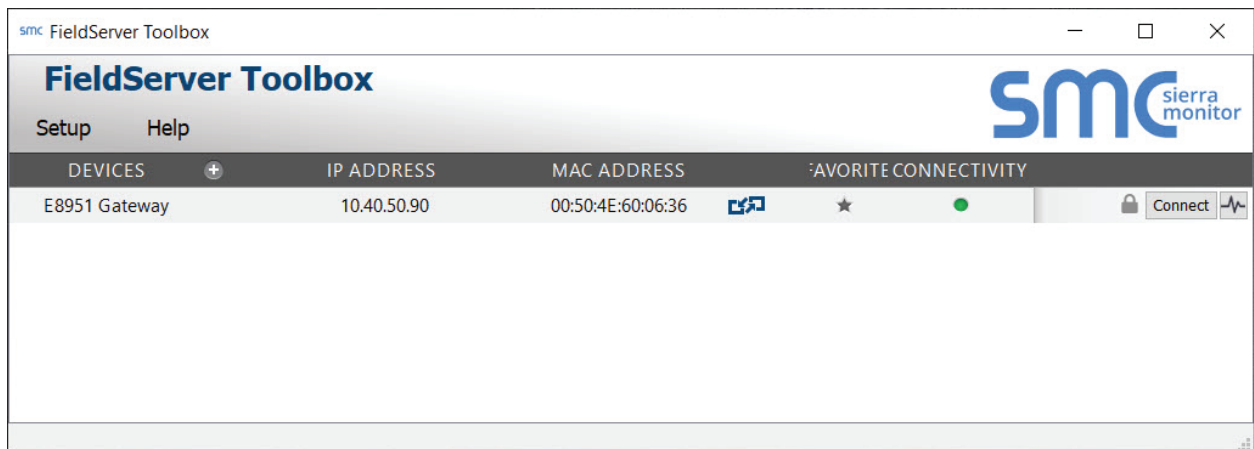 smc FieldServer Toolbox
FieldServer Toolbox
smc sierra monitor
Setup Help
DEVICES IP ADDRESS MAC ADDRESS FAVORITE CONNECTIVITY
E8951 Gateway 10.40.50.90 00:50:4E:60:06:36 Connect